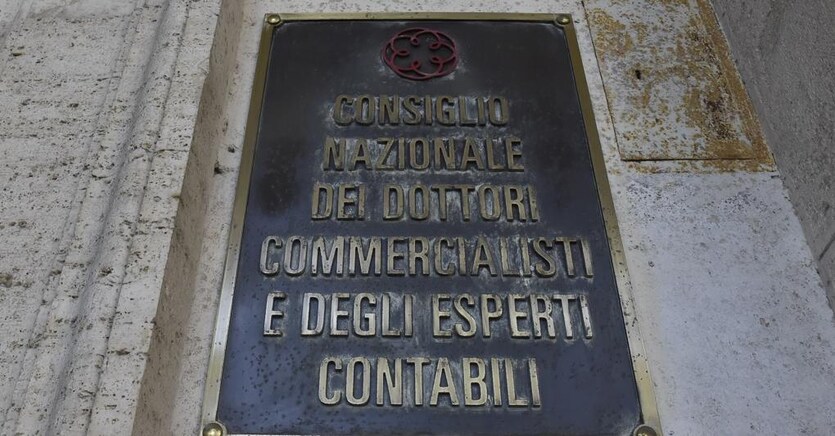 CONSIGLIO
NAZIONALE
DEI DOTTORI
COMMERCIALISTI
E DEGLI ESPERTI
CONTABILI